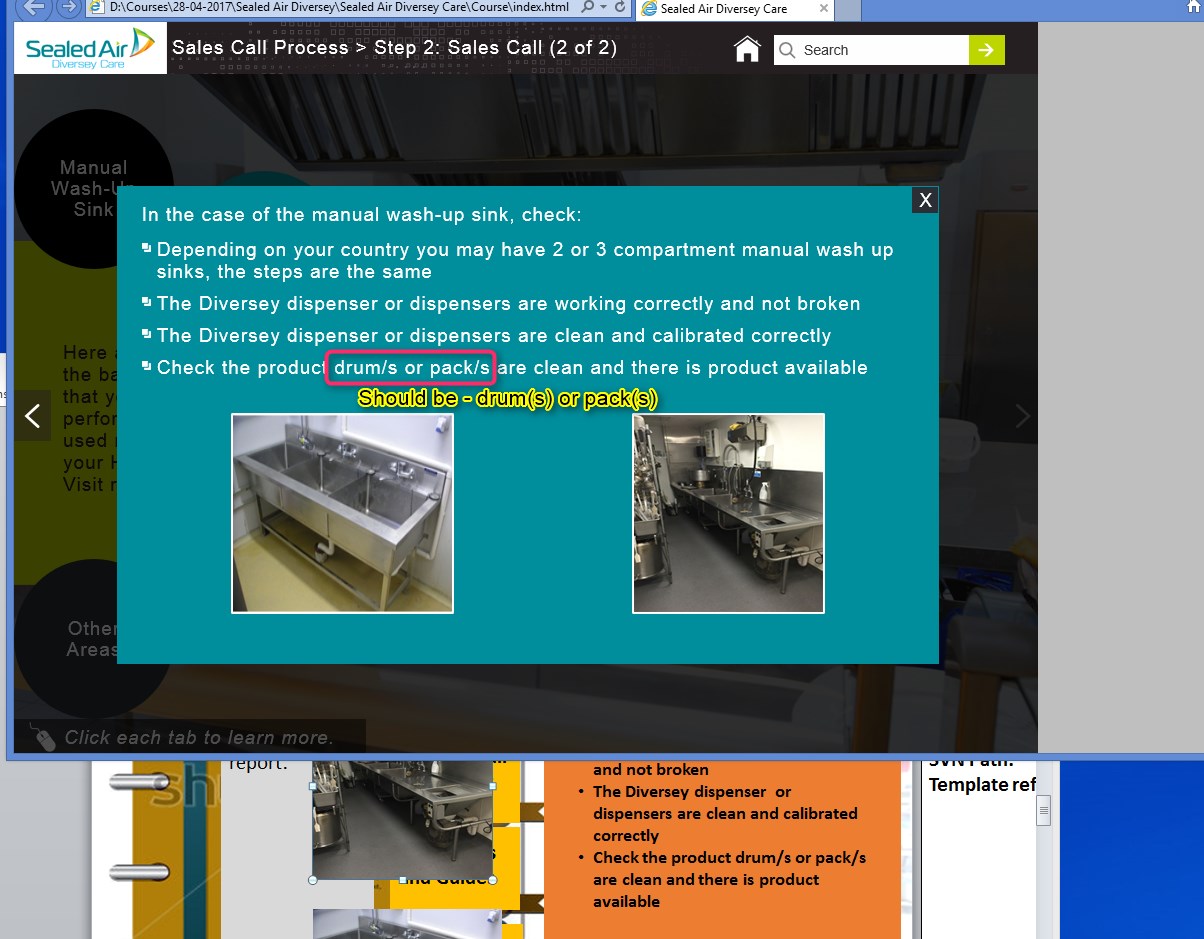 D:\Courses\28-04-2017\Sealed Air Diversey\Sealed Air Diversey Care\Course\index.html
Sealed Air Diversey Care
Sealed Air
Diversey Care
Sales Call Process > Step 2: Sales Call (2 of 2)
Search
Manual
Wash-Up
Sink
X
In the case of the manual wash-up sink, check:
Depending on your country you may have 2 or 3 compartment manual wash up
sinks, the steps are the same
The Diversey dispenser or dispensers are working correctly and not broken
The Diversey dispenser or dispensers are clean and calibrated correctly
Check the product drum/s or pack/s are clean and there is product available
Should be - drum(s) or pack(s)
Here
the
that
used
your
Visit
Other
Areas
Click each tab to learn more.
report.
and not broken
• The Diversey dispenser or
dispensers are clean and calibrated
correctly
• Check the product drum/s or pack/s
are clean and there is product
available
SVN Path:
Template ref